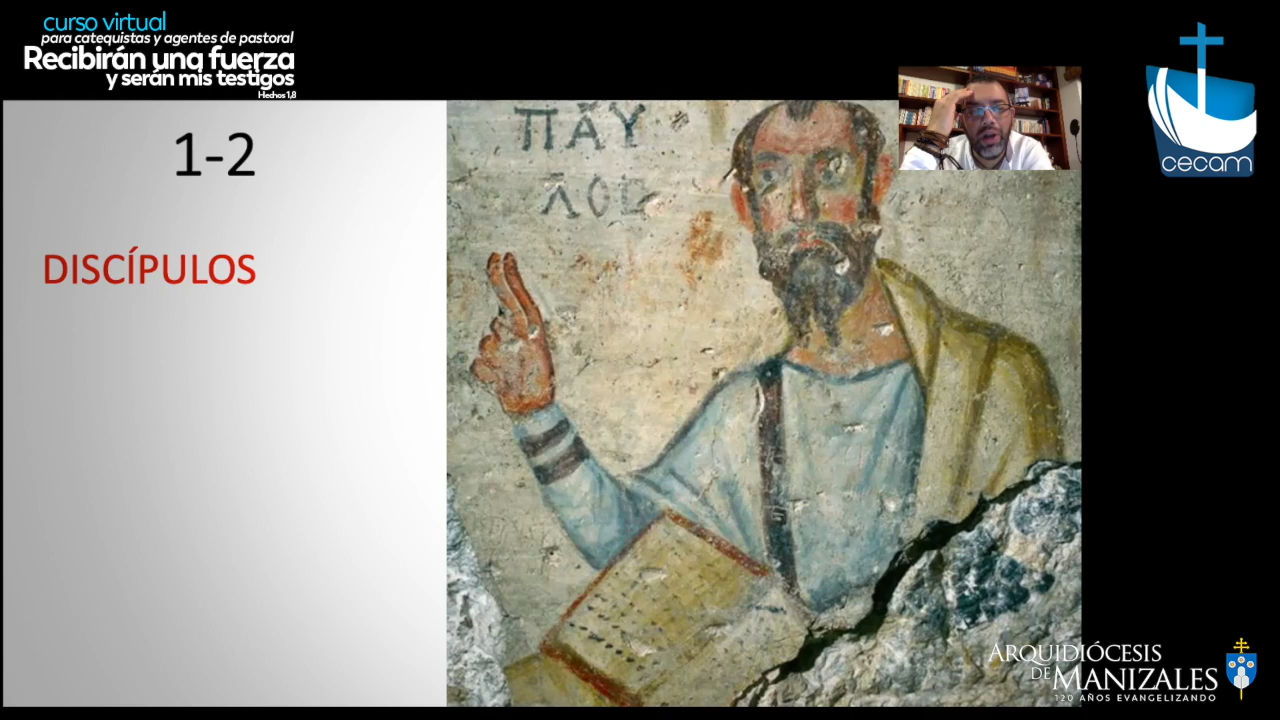 curso virtual
para catequistas y agentes de pastoral
Recibirán una fuerza
y serán mis testigos
Hechos 1,8
1-2
DISCÍPULOS
ΠΑΥ
ΛΟС
cecam
ARQUIDIÓCESIS
DE MANIZALES
120 AÑOS EVANGELIZANDO